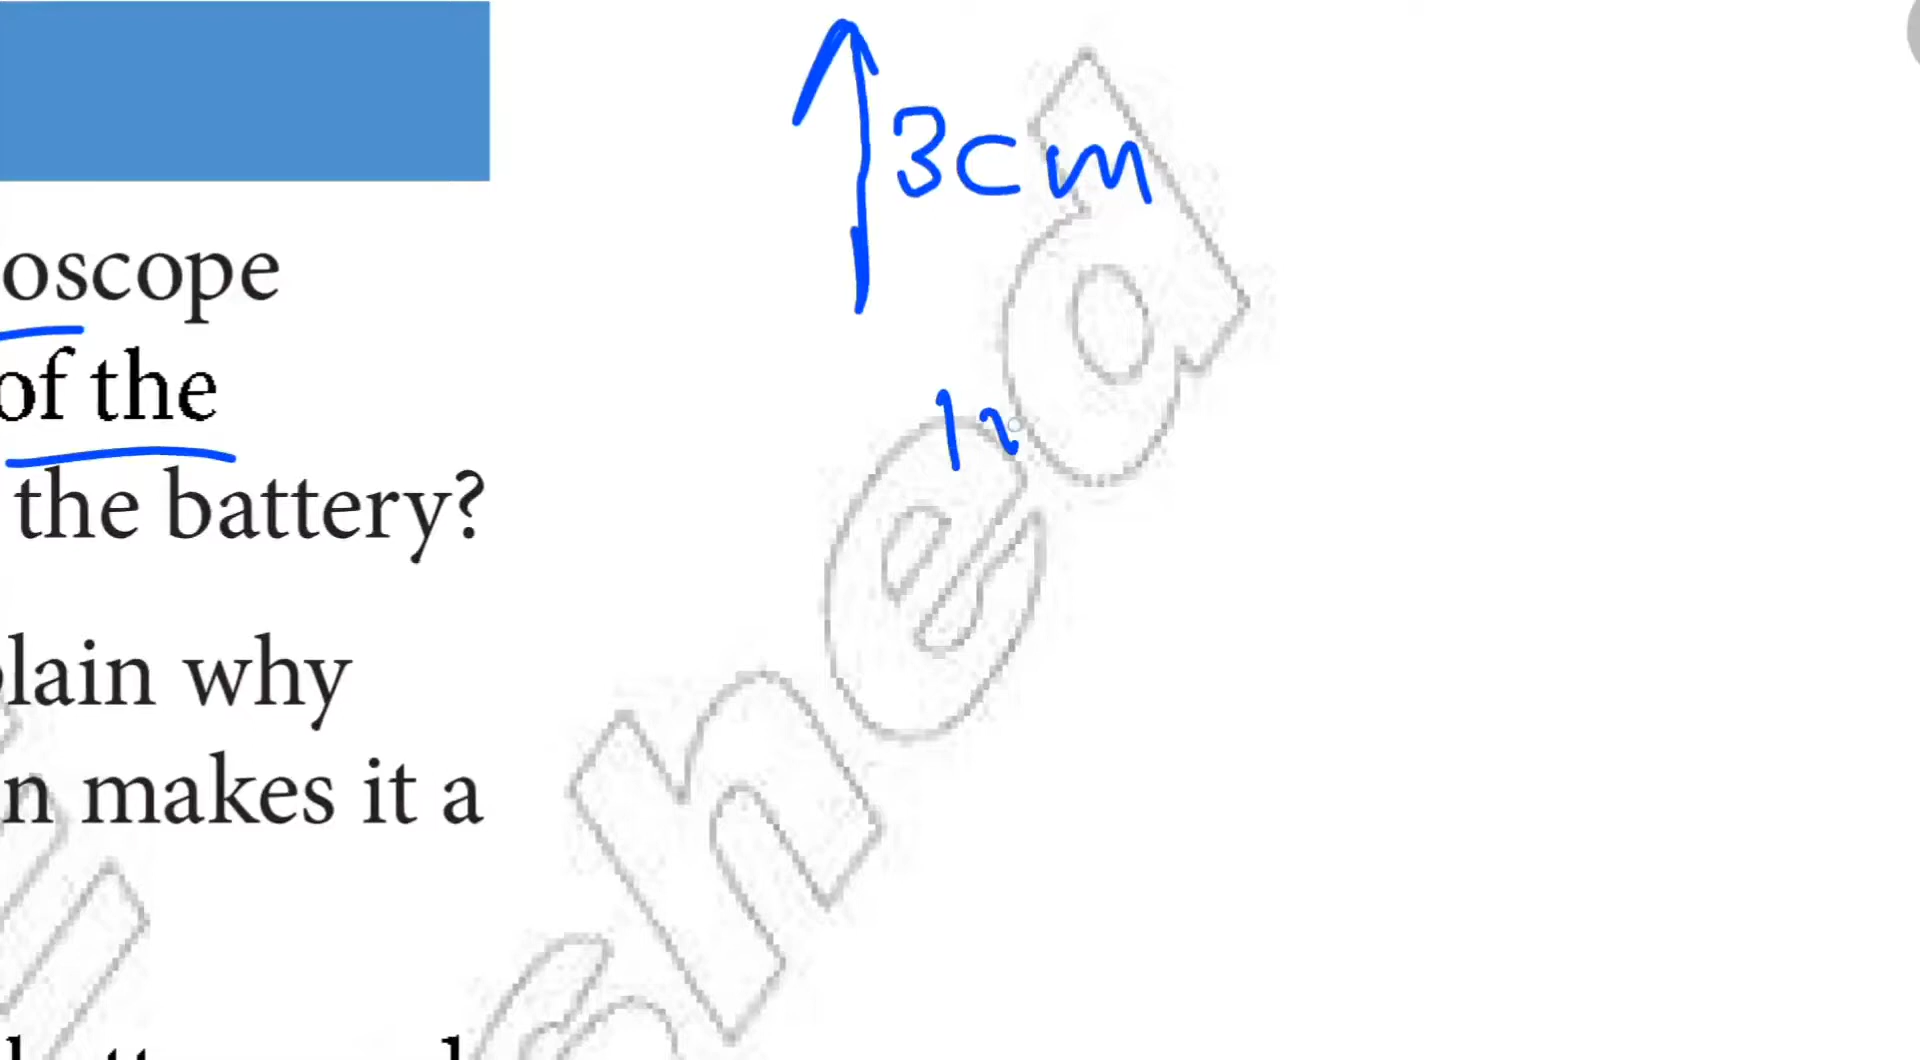 3cm
oscope
of the
the battery?
lain why
n makes it a